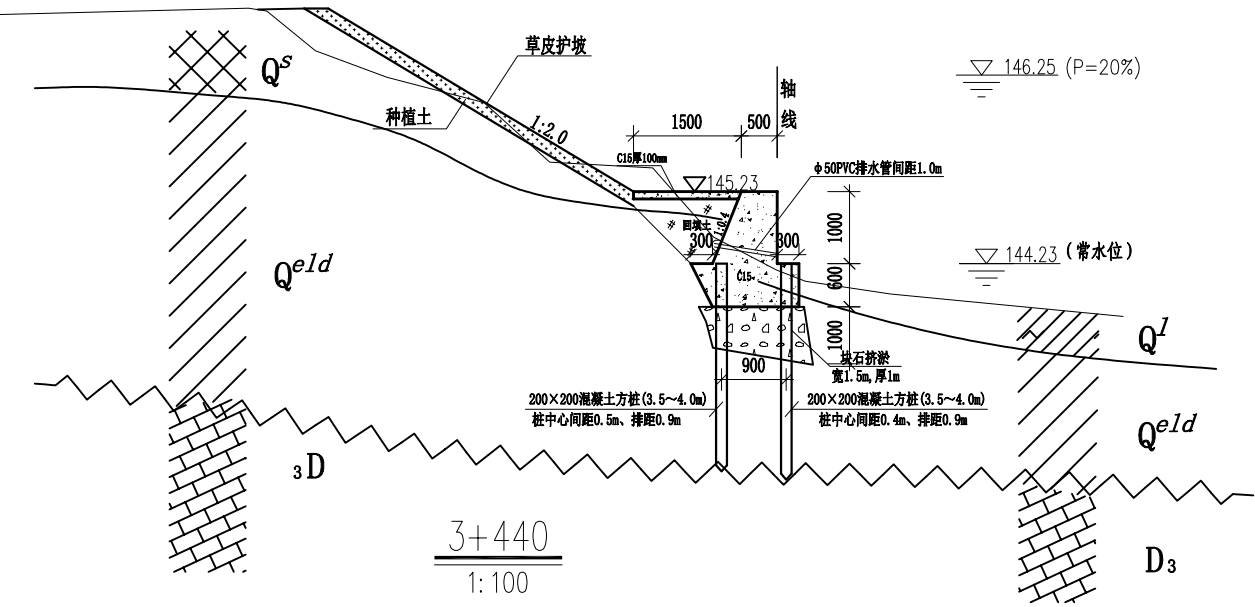 草皮护坡
Q^s
种植土
1:2.0
146.25 (P=20%)
轴线
1500
500
C15厚100mm
145.23
φ50PVC排水管间距1.0m
回填土
1:0.4
300
300
1000
144.23 (常水位)
Q^eld
C15
600
1000
Q^l
块石挤淤
宽1.5m,厚1m
900
200×200混凝土方桩(3.5~4.0m)
桩中心间距0.5m、排距0.9m
200×200混凝土方桩(3.5~4.0m)
桩中心间距0.4m、排距0.9m
Q^eld
₃D
D₃
3+440
1:100